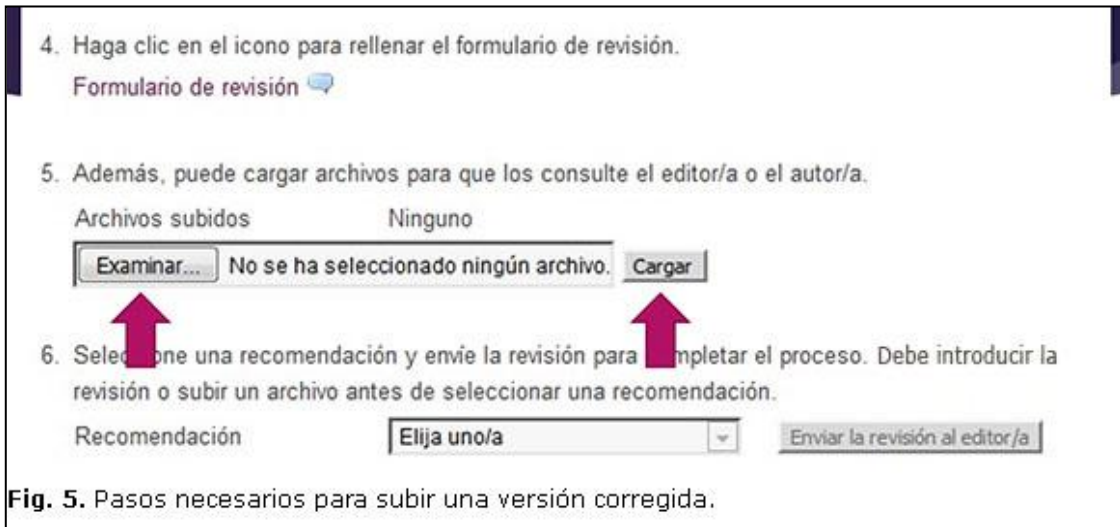 4. Haga clic en el icono para rellenar el formulario de revisión.
Formulario de revisión
5. Además, puede cargar archivos para que los consulte el editor/a o el autor/a.
Archivos subidos Ninguno
Examinar... No se ha seleccionado ningún archivo. Cargar
6. Seleccione una recomendación y envíe la revisión para completar el proceso. Debe introducir la
revisión o subir un archivo antes de seleccionar una recomendación.
Recomendación Elija uno/a Enviar la revisión al editor/a
Fig. 5. Pasos necesarios para subir una versión corregida.